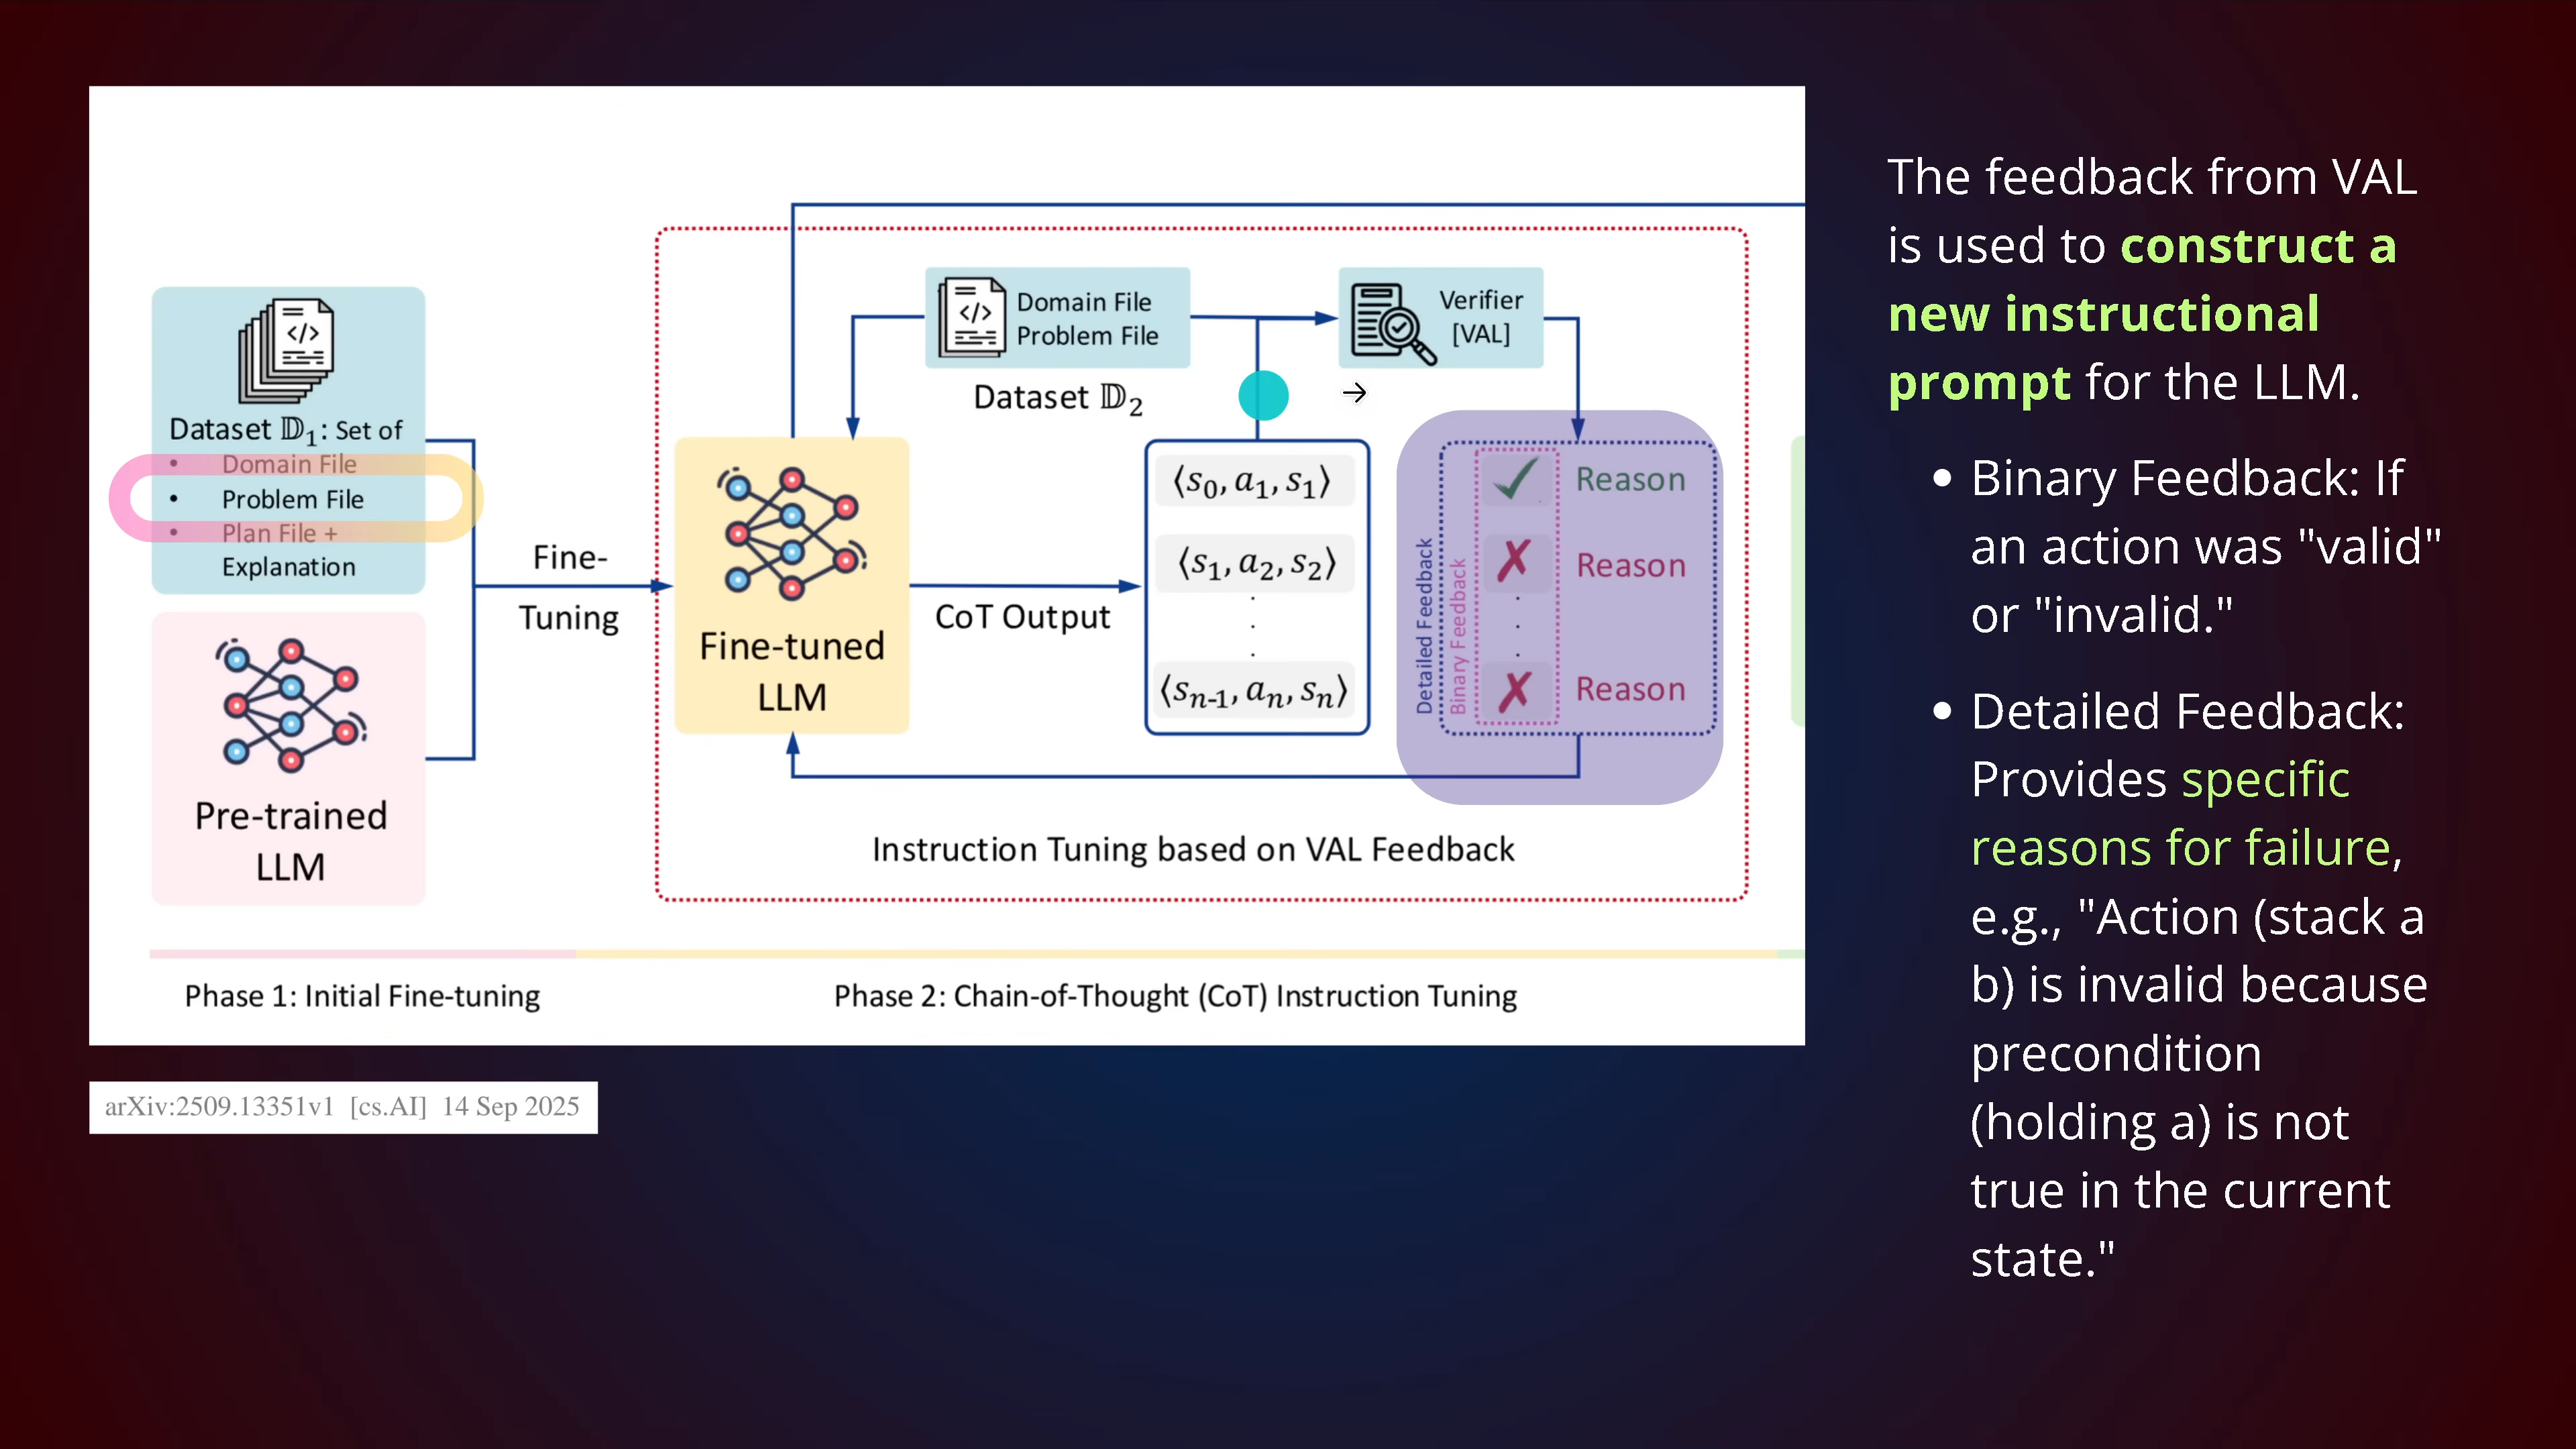 Dataset 𝔻₁: Set of
• Domain File
• Problem File
• Plan File +
Explanation
Pre-trained
LLM
Fine-
Tuning
Fine-tuned
LLM
</>
Domain File
Problem File
Dataset 𝔻₂
Verifier
[VAL]
→
CoT Output
⟨s₀, a₁, s₁⟩
⟨s₁, a₂, s₂⟩
.
.
.
⟨sₙ₋₁, aₙ, sₙ⟩
Detailed Feedback
Binary Feedback
✓ Reason
✗ Reason
.
.
.
✗ Reason
Instruction Tuning based on VAL Feedback
Phase 1: Initial Fine-tuning
Phase 2: Chain-of-Thought (CoT) Instruction Tuning
arXiv:2509.13351v1 [cs.AI] 14 Sep 2025
The feedback from VAL
is used to construct a
new instructional
prompt for the LLM.
• Binary Feedback: If
an action was "valid"
or "invalid."
• Detailed Feedback:
Provides specific
reasons for failure,
e.g., "Action (stack a
b) is invalid because
precondition
(holding a) is not
true in the current
state."